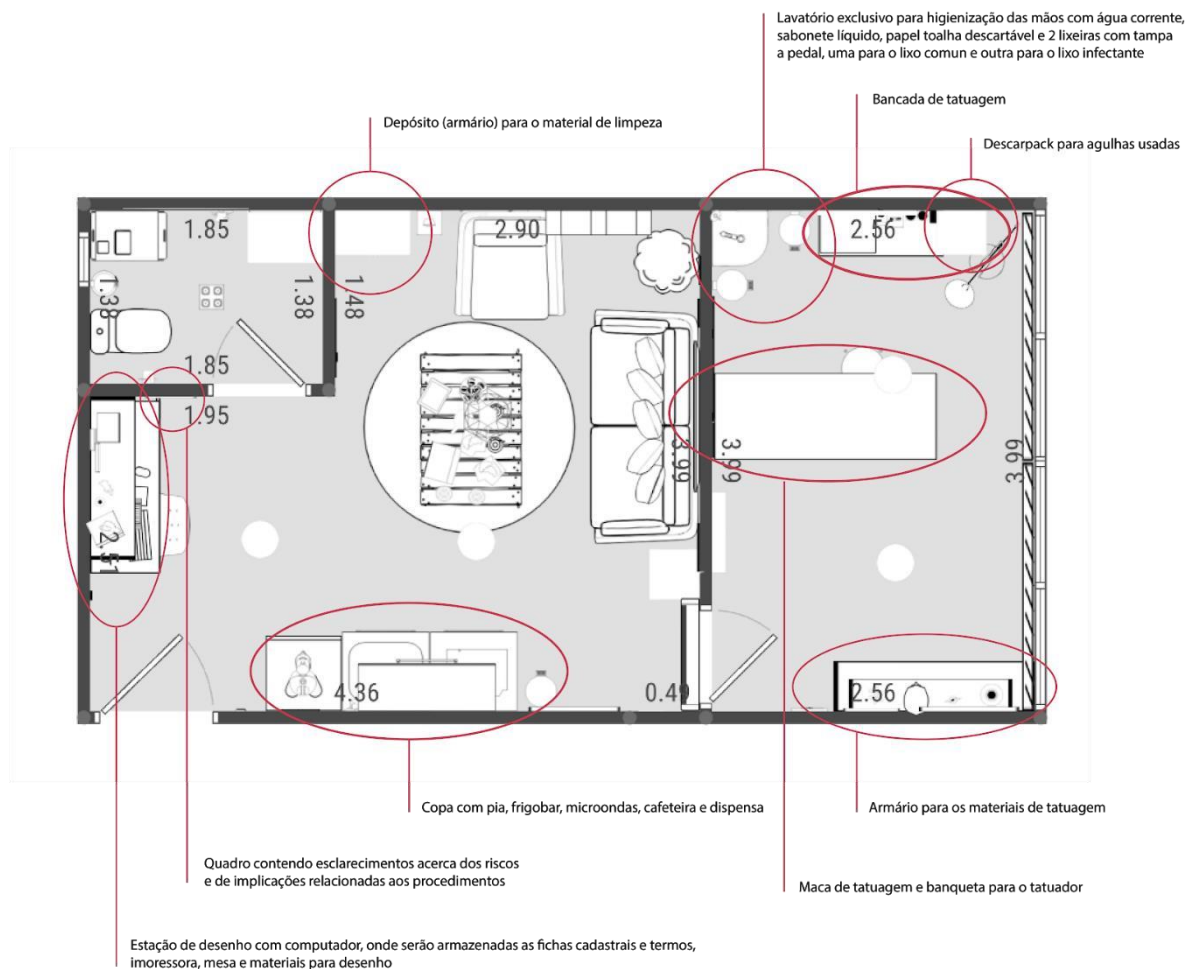 Lavatório exclusivo para higienização das mãos com água corrente,
sabonete líquido, papel toalha descartável e 2 lixeiras com tampa
a pedal, uma para o lixo comun e outra para o lixo infectante
Bancada de tatuagem
Depósito (armário) para o material de limpeza
Descarpack para agulhas usadas
1.85
2.90
2.56
1.38
1.38
1.48
1.85
1.95
3.99
3.99
3.99
2.51
4.36
0.49
2.56
Copa com pia, frigobar, microondas, cafeteira e dispensa
Armário para os materiais de tatuagem
Quadro contendo esclarecimentos acerca dos riscos
e de implicações relacionadas aos procedimentos
Maca de tatuagem e banqueta para o tatuador
Estação de desenho com computador, onde serão armazenadas as fichas cadastrais e termos,
imoressora, mesa e materiais para desenho